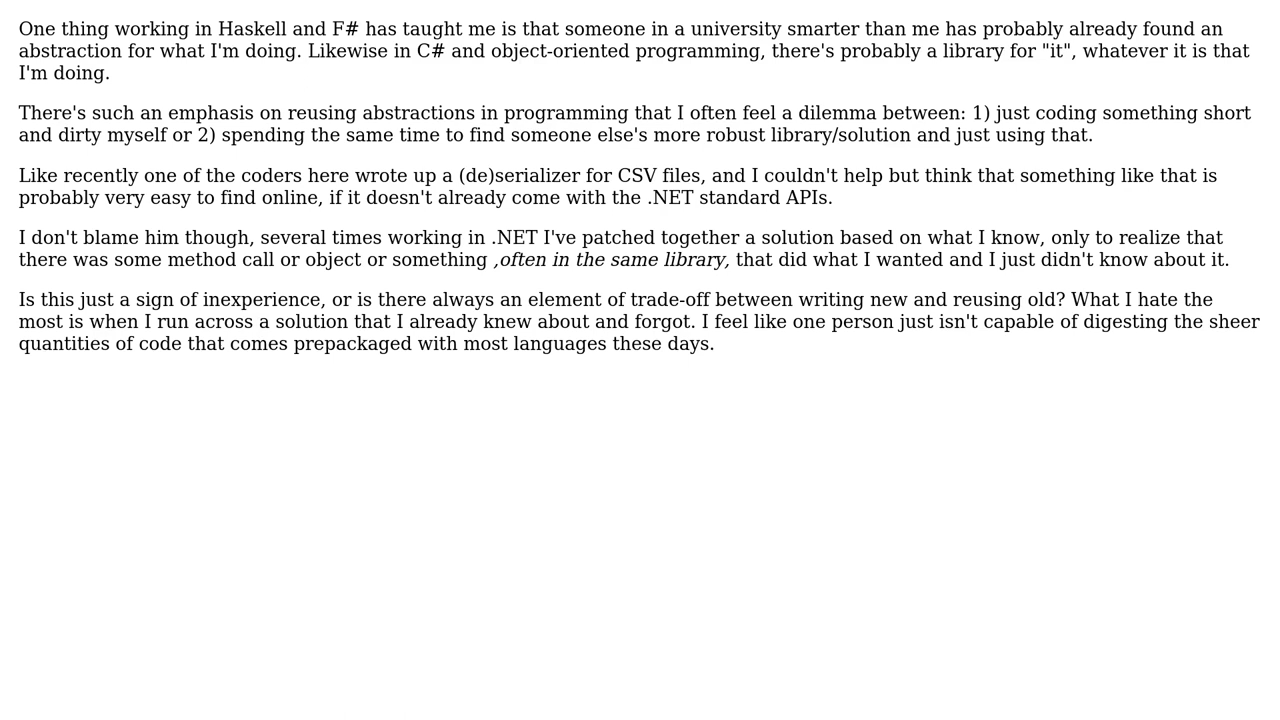 One thing working in Haskell and F# has taught me is that someone in a university smarter than me has probably already found an
abstraction for what I'm doing. Likewise in C# and object-oriented programming, there's probably a library for "it", whatever it is that
I'm doing.
There's such an emphasis on reusing abstractions in programming that I often feel a dilemma between: 1) just coding something short
and dirty myself or 2) spending the same time to find someone else's more robust library/solution and just using that.
Like recently one of the coders here wrote up a (de)serializer for CSV files, and I couldn't help but think that something like that is
probably very easy to find online, if it doesn't already come with the .NET standard APIs.
I don't blame him though, several times working in .NET I've patched together a solution based on what I know, only to realize that
there was some method call or object or something ,often in the same library, that did what I wanted and I just didn't know about it.
Is this just a sign of inexperience, or is there always an element of trade-off between writing new and reusing old? What I hate the
most is when I run across a solution that I already knew about and forgot. I feel like one person just isn't capable of digesting the sheer
quantities of code that comes prepackaged with most languages these days.